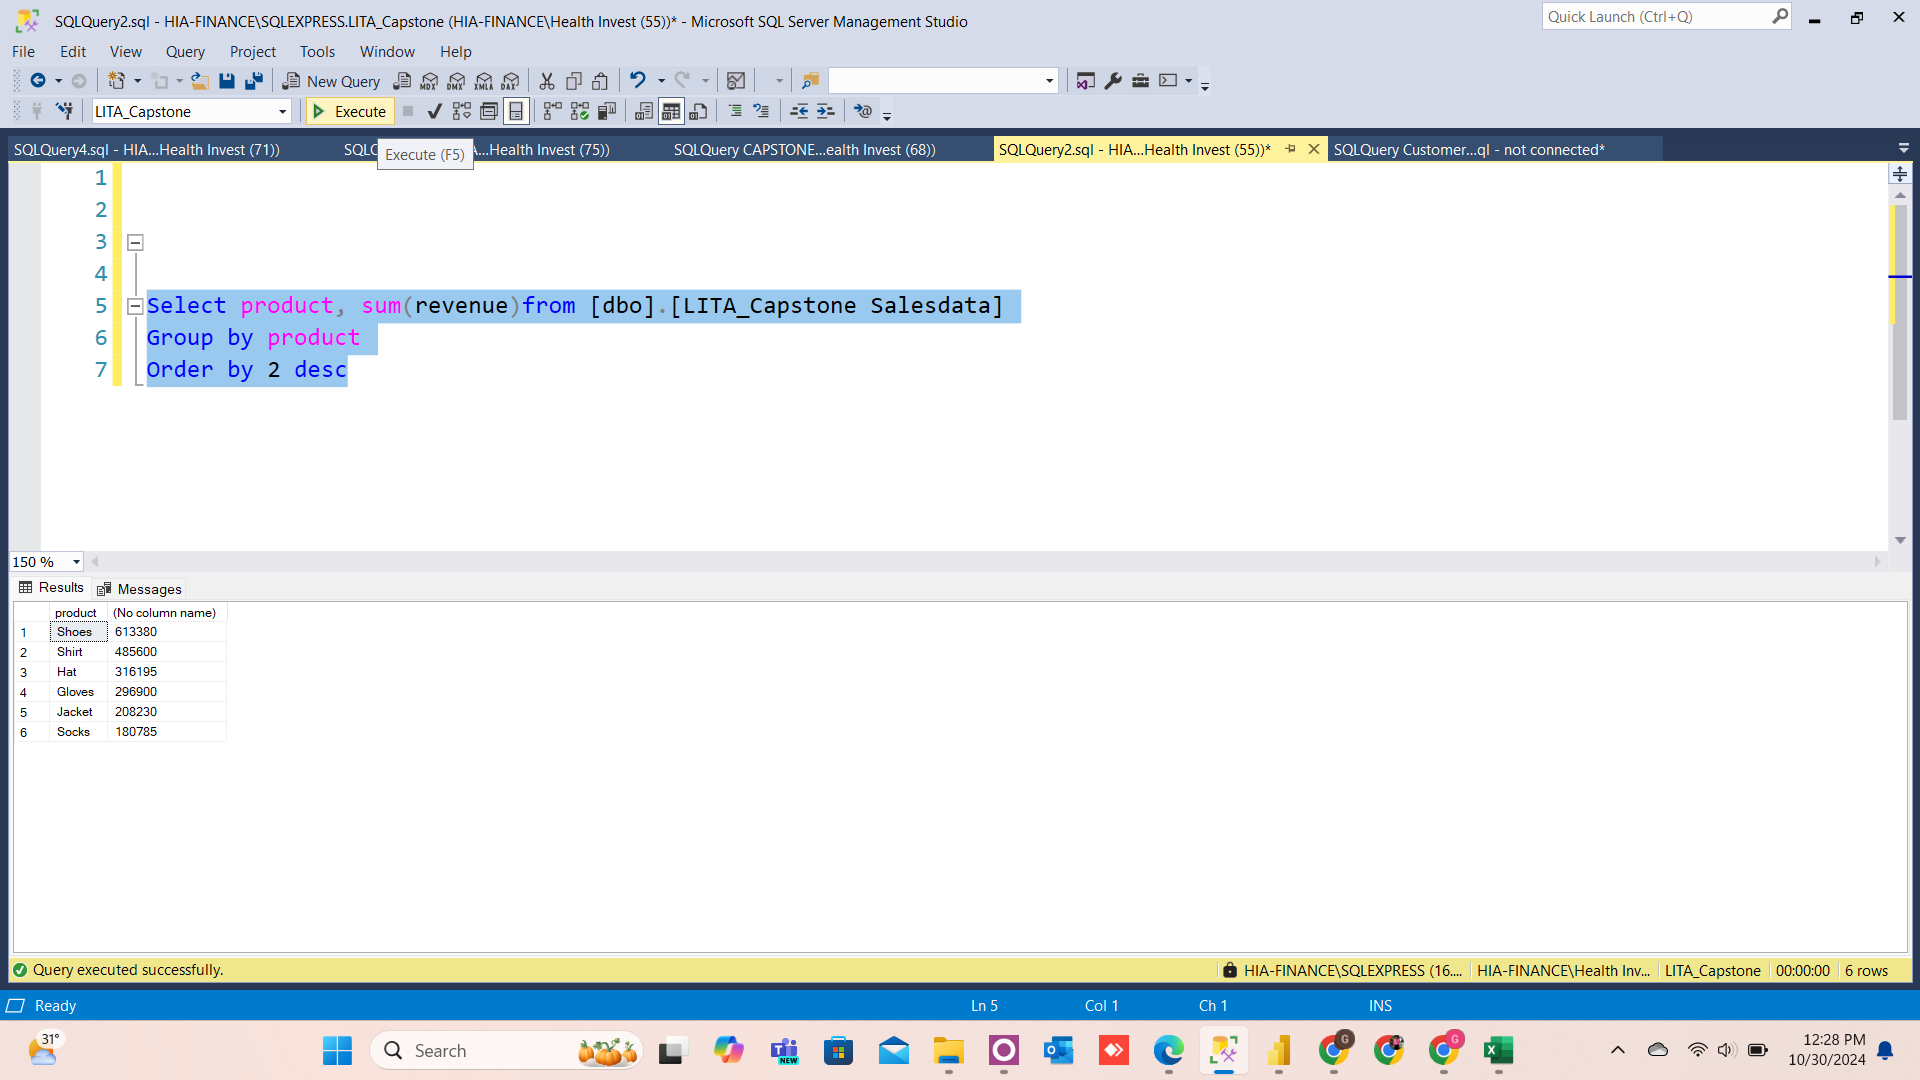 SQLQuery2.sql - HIA-FINANCE\SQLEXPRESS.LITA_Capstone (HIA-FINANCE\Health Invest (55))* - Microsoft SQL Server Management Studio
Quick Launch (Ctrl+Q)
File Edit View Query Project Tools Window Help
New Query MDX DMX XMLA DAX
LITA_Capstone Execute
SQLQuery4.sql - HIA...Health Invest (71)) SQLQ A...Health Invest (75)) SQLQuery CAPSTONE...ealth Invest (68)) SQLQuery2.sql - HIA...Health Invest (55))* SQLQuery Customer...ql - not connected*
Execute (F5)
1
2
3
4
5 Select product, sum(revenue)from [dbo].[LITA_Capstone Salesdata]
6 Group by product
7 Order by 2 desc
150 %
Results Messages
product (No column name)
1 Shoes 613380
2 Shirt 485600
3 Hat 316195
4 Gloves 296900
5 Jacket 208230
6 Socks 180785
Query executed successfully. HIA-FINANCE\SQLEXPRESS (16.... HIA-FINANCE\Health Inv... LITA_Capstone 00:00:00 6 rows
Ready Ln 5 Col 1 Ch 1 INS
31° Search NEW 12:28 PM
10/30/2024